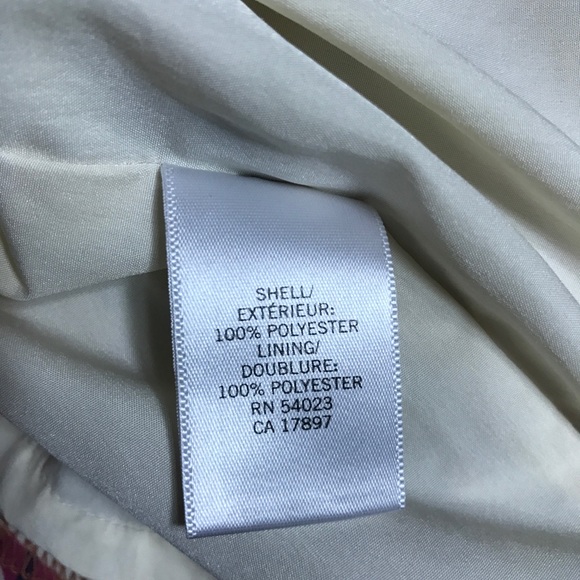 SHELL/
EXTÉRIEUR:
100% POLYESTER
LINING/
DOUBLURE:
100% POLYESTER
RN 54023
CA 17897